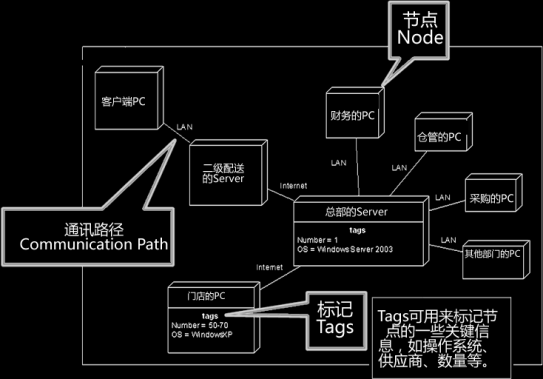 节点
Node
客户端PC
LAN
财务的PC
仓管的PC
LAN
LAN
二级配送
的Server
Internet
采购的PC
LAN
通讯路径
Communication Path
总部的Server
tags
Number = 1
OS = WindowsServer 2003
LAN
其他部门的PC
Internet
门店的PC
tags
Number = 50-70
OS = WindowsXP
标记
Tags
Tags可用来标记节
点的一些关键信
息，如操作系统、
供应商、数量等。